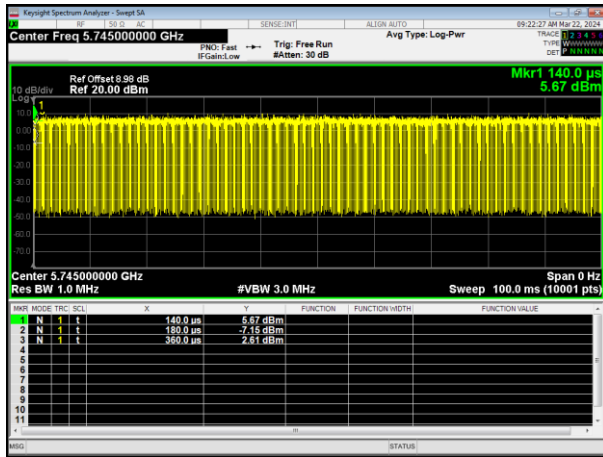 Keysight Spectrum Analyzer - Swept SA
RF 50 Ω AC SENSE:INT ALIGN AUTO 09:22:27 AM Mar 22, 2024
Center Freq 5.745000000 GHz Avg Type: Log-Pwr TRACE 1 2 3 4 5 6
PNO: Fast Trig: Free Run TYPE WWWWWW
IFGain:Low #Atten: 30 dB DET P NNNNN
Mkr1 140.0 µs
Ref Offset 8.98 dB
10 dB/div Ref 20.00 dBm 5.67 dBm
Log
1
10.0
0.00
-10.0
-20.0
-30.0
-40.0
-50.0
-60.0
-70.0
Center 5.745000000 GHz Span 0 Hz
Res BW 1.0 MHz #VBW 3.0 MHz Sweep 100.0 ms (10001 pts)
MKR MODE TRC SCL X Y FUNCTION FUNCTION WIDTH FUNCTION VALUE
1 N 1 t 140.0 µs 5.67 dBm
2 N 1 t 180.0 µs -7.15 dBm
3 N 1 t 360.0 µs 2.61 dBm
4
5
6
7
8
9
10
11
MSG STATUS